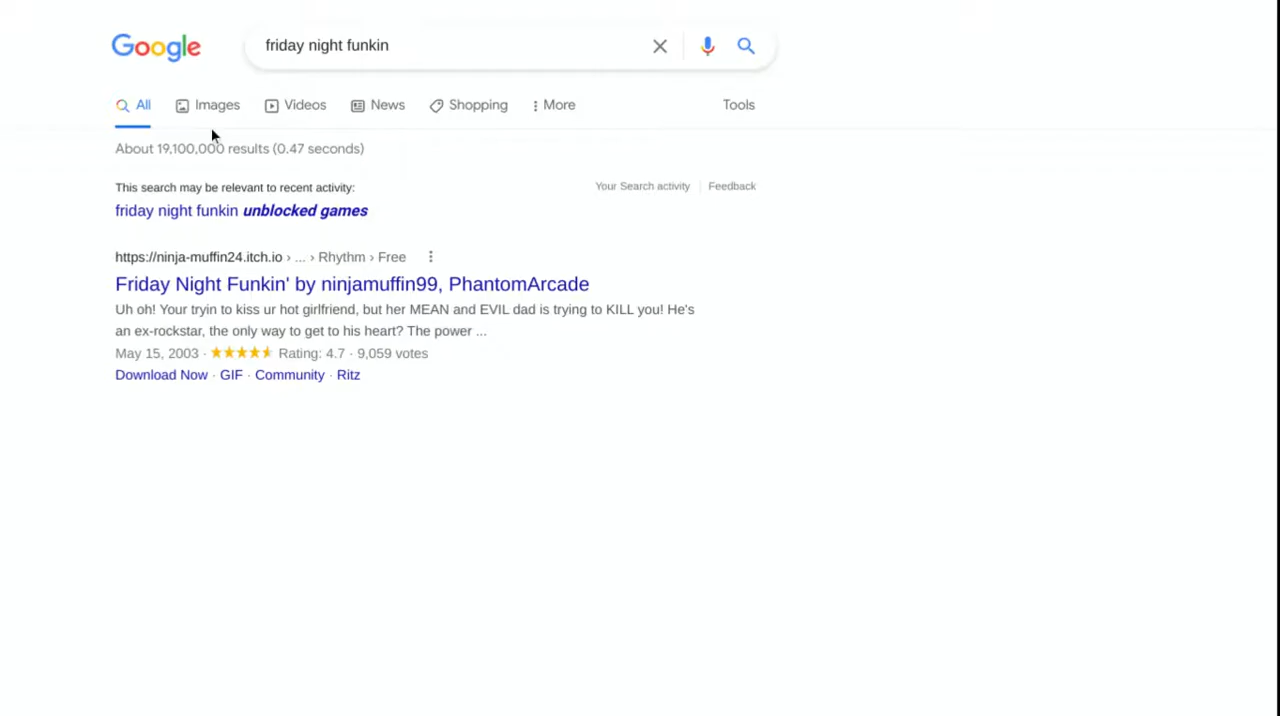 Google
friday night funkin
All Images Videos News Shopping More Tools
About 19,100,000 results (0.47 seconds)
This search may be relevant to recent activity: Your Search activity Feedback
friday night funkin unblocked games
https://ninja-muffin24.itch.io › ... › Rhythm › Free
Friday Night Funkin' by ninjamuffin99, PhantomArcade
Uh oh! Your tryin to kiss ur hot girlfriend, but her MEAN and EVIL dad is trying to KILL you! He's
an ex-rockstar, the only way to get to his heart? The power ...
May 15, 2003 · Rating: 4.7 · 9,059 votes
Download Now · GIF · Community · Ritz